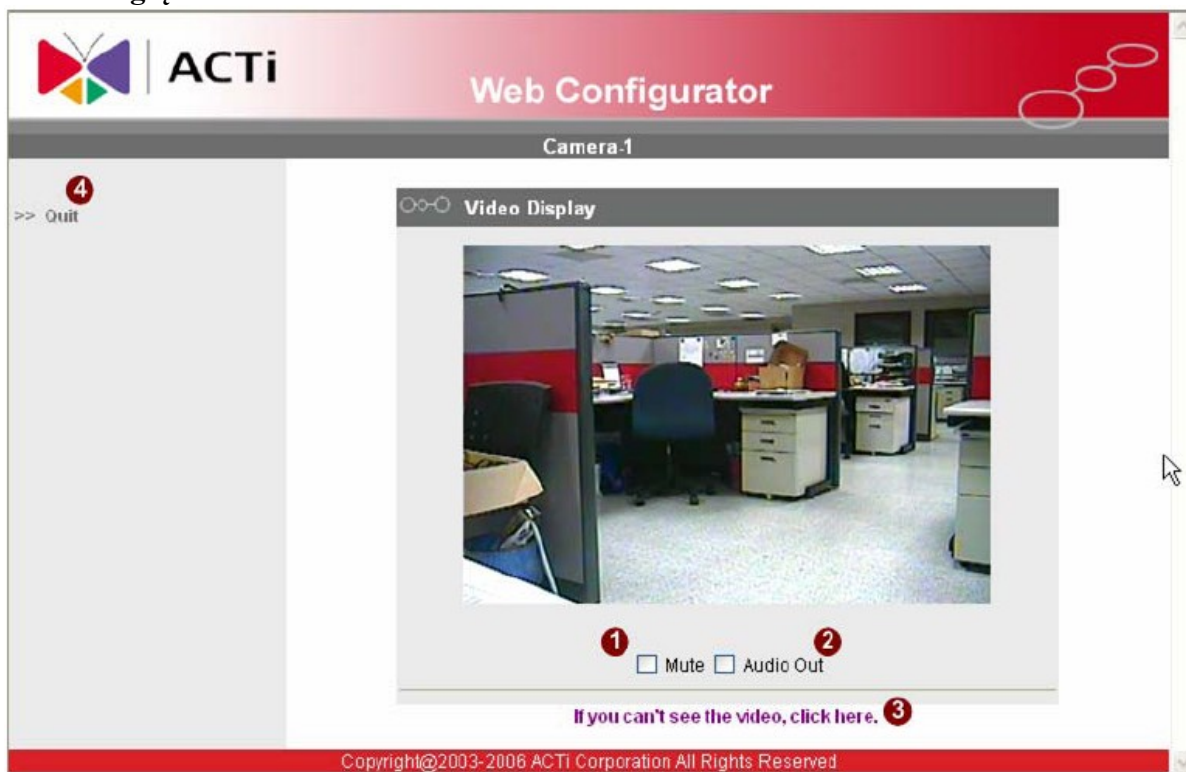 ACTi
Web Configurator
Camera-1
4
>> Quit
Video Display
1 Mute Audio Out 2
If you can't see the video, click here. 3
Copyright@2003-2006 ACTi Corporation All Rights Reserved